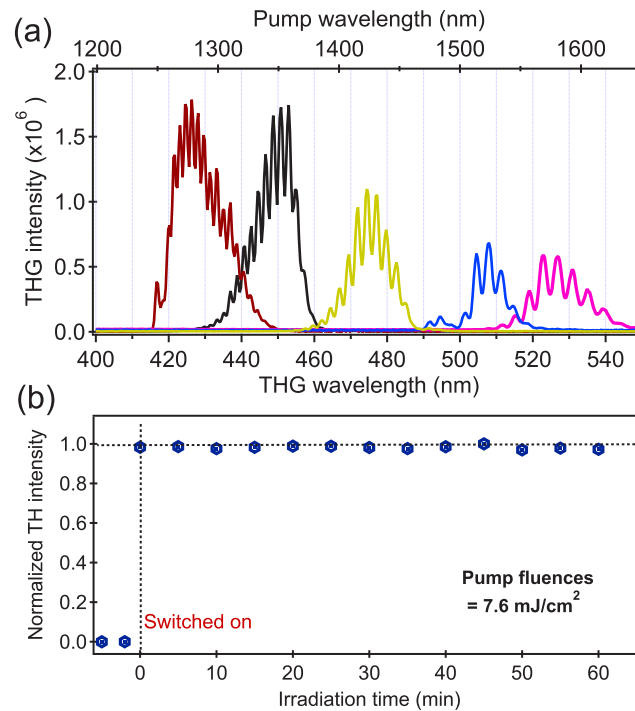 (a)
Pump wavelength (nm)
1200 1300 1400 1500 1600
THG intensity (x10⁶)
2.0
1.5
1.0
0.5
0.0
400 420 440 460 480 500 520 540
THG wavelength (nm)
(b)
Normalized TH intensity
1.0
0.8
0.6
0.4
0.2
0.0
Pump fluences
= 7.6 mJ/cm²
Switched on
0 10 20 30 40 50 60
Irradiation time (min)